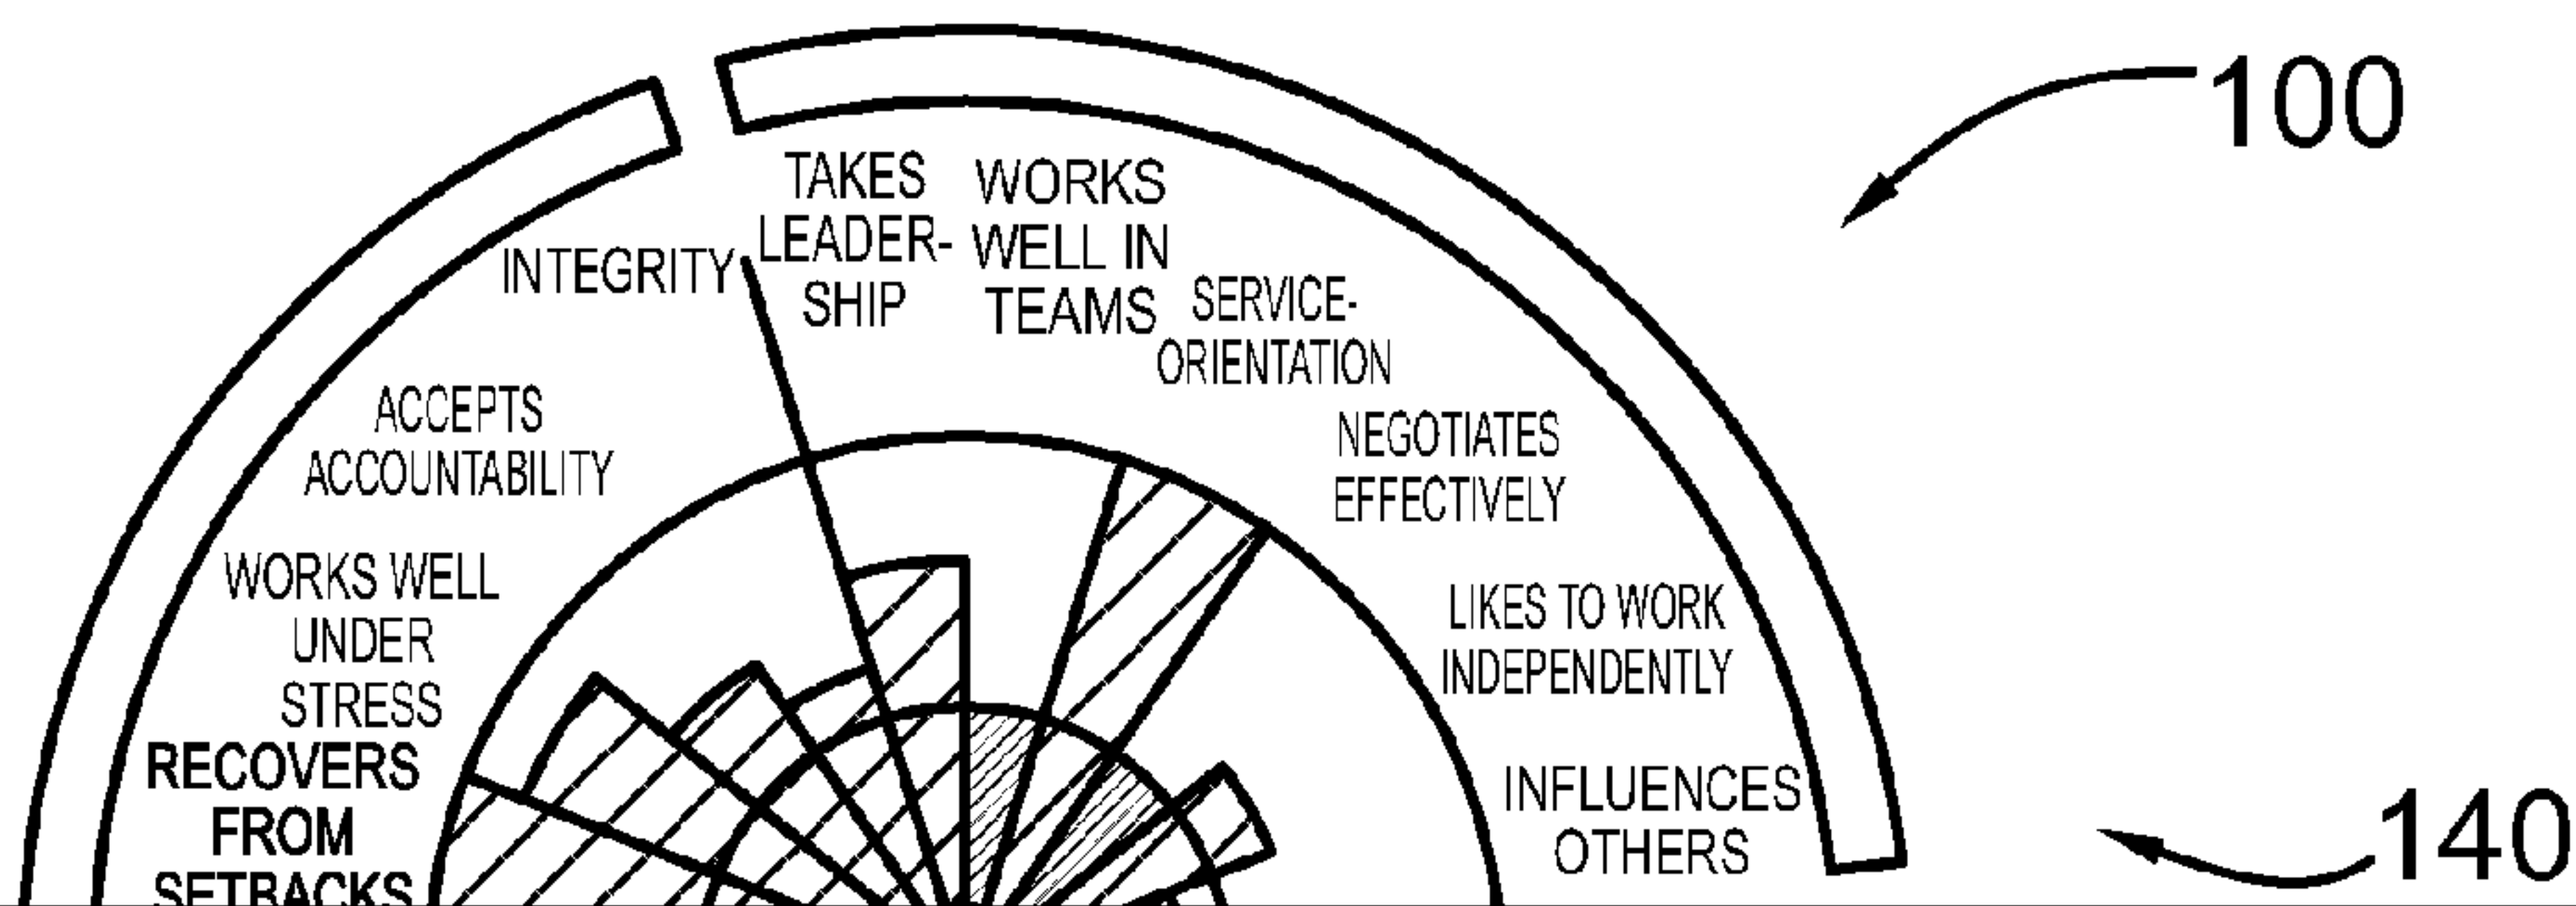 100
TAKES
LEADER-
SHIP
WORKS
WELL IN
TEAMS
INTEGRITY
SERVICE-
ORIENTATION
ACCEPTS
ACCOUNTABILITY
NEGOTIATES
EFFECTIVELY
WORKS WELL
UNDER
STRESS
LIKES TO WORK
INDEPENDENTLY
RECOVERS
FROM
SETBACKS
INFLUENCES
OTHERS
140